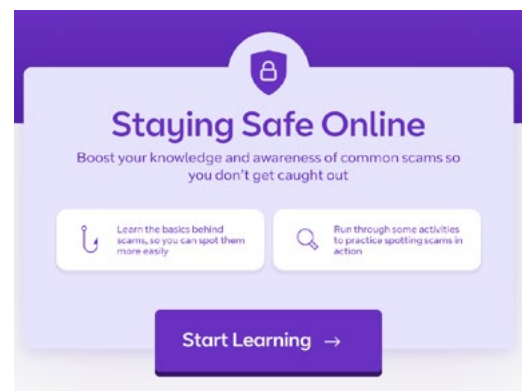 Staying Safe Online
Boost your knowledge and awareness of common scams so
you don't get caught out
Learn the basics behind
scams, so you can spot them
more easily
Run through some activities
to practice spotting scams in
action
Start Learning →